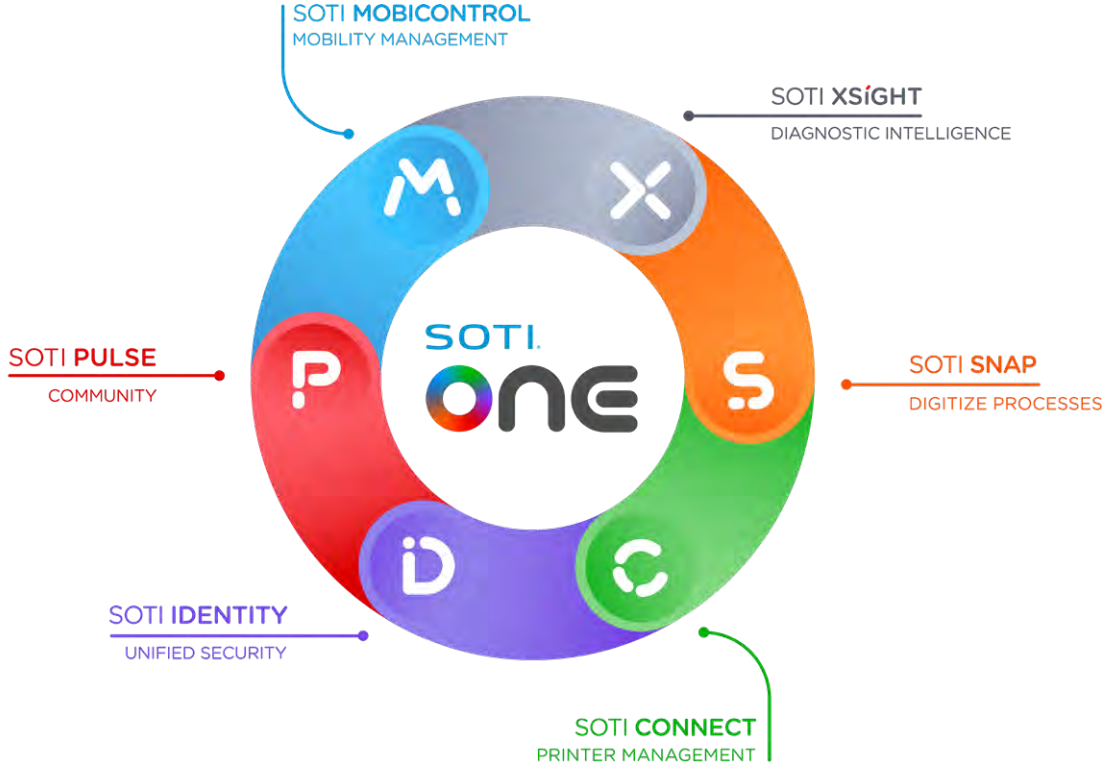 SOTI MOBICONTROL
MOBILITY MANAGEMENT
SOTI XSíGHT
DIAGNOSTIC INTELLIGENCE
M
X
SOTI.
ONE
P
S
SOTI PULSE
COMMUNITY
SOTI SNAP
DIGITIZE PROCESSES
iD
C
SOTI IDENTITY
UNIFIED SECURITY
SOTI CONNECT
PRINTER MANAGEMENT